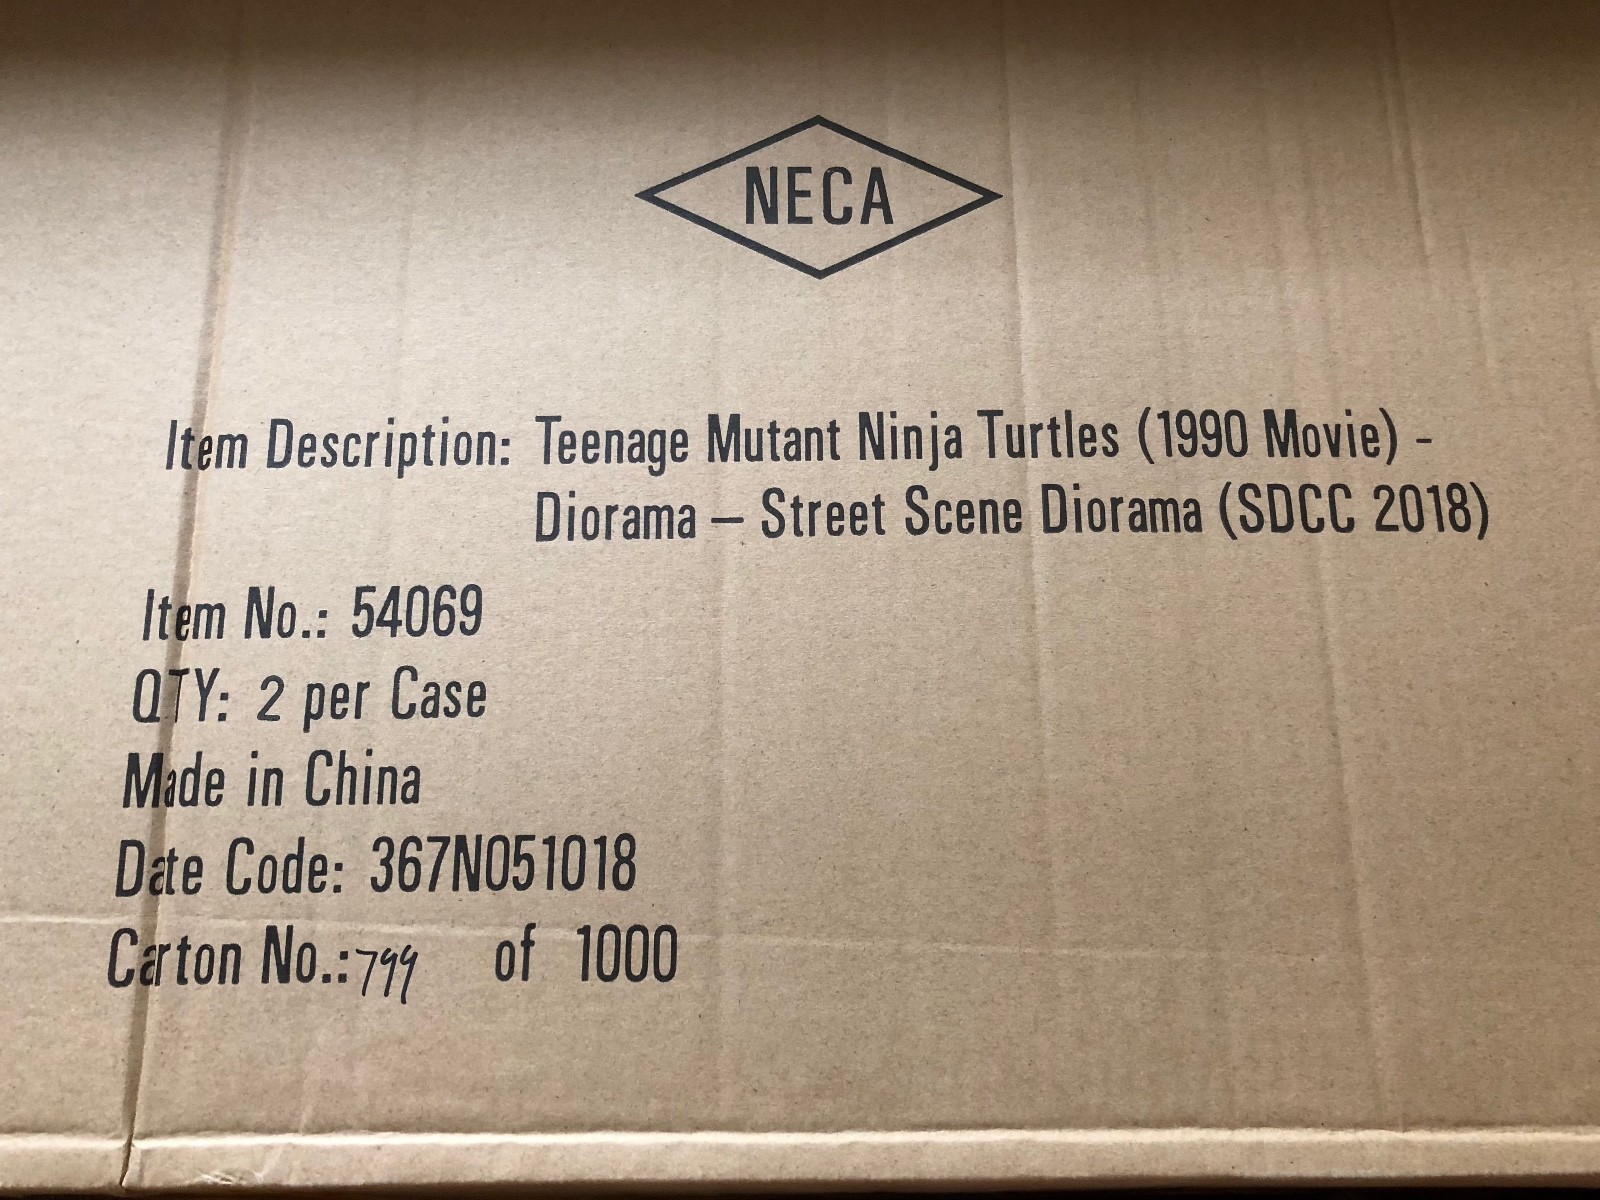 NECA
Item Description: Teenage Mutant Ninja Turtles (1990 Movie) -
Diorama – Street Scene Diorama (SDCC 2018)
Item No.: 54069
QTY: 2 per Case
Made in China
Date Code: 367N051018
Carton No.: 799 of 1000